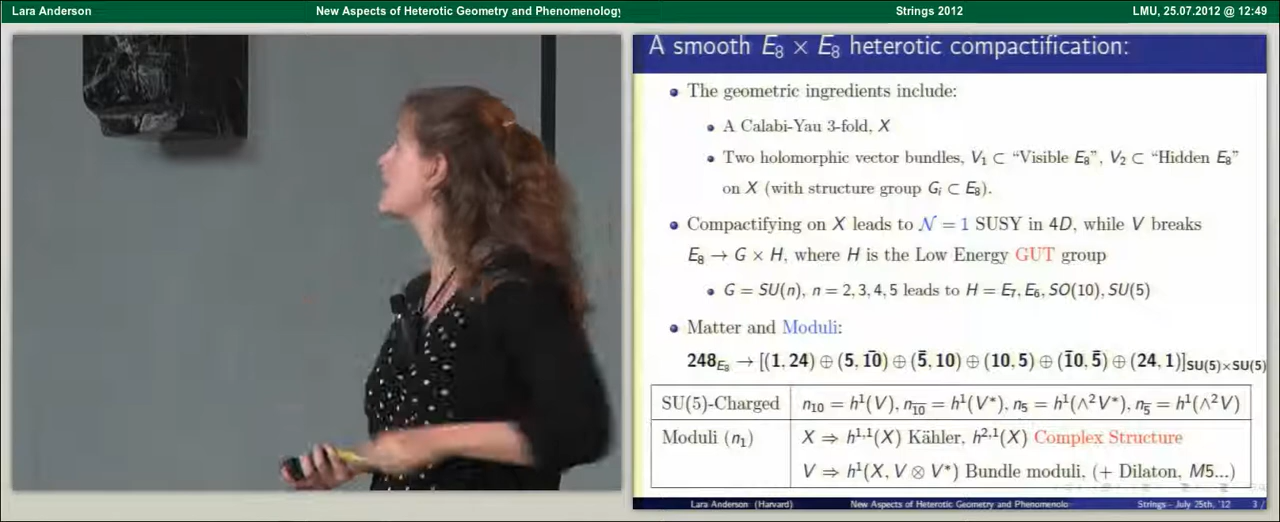 Lara Anderson New Aspects of Heterotic Geometry and Phenomenology Strings 2012 LMU, 25.07.2012 @ 12:49
A smooth E₈ × E₈ heterotic compactification:
• The geometric ingredients include:
• A Calabi-Yau 3-fold, X
• Two holomorphic vector bundles, V₁ ⊂ “Visible E₈”, V₂ ⊂ “Hidden E₈”
on X (with structure group Gᵢ ⊂ E₈).
• Compactifying on X leads to 𝒩 = 1 SUSY in 4D, while V breaks
E₈ → G × H, where H is the Low Energy GUT group
• G = SU(n), n = 2, 3, 4, 5 leads to H = E₇, E₆, SO(10), SU(5)
• Matter and Moduli:
248_{E₈} → [(1, 24) ⊕ (5, 1̄0̄) ⊕ (5̄, 10) ⊕ (10, 5) ⊕ (1̄0̄, 5̄) ⊕ (24, 1)]_{SU(5)×SU(5)}
SU(5)-Charged n₁₀ = h¹(V), n_{1̄0̄} = h¹(V*), n₅ = h¹(∧²V*), n_{5̄} = h¹(∧²V)
Moduli (n₁) X ⇒ h^{1,1}(X) Kähler, h^{2,1}(X) Complex Structure
V ⇒ h¹(X, V ⊗ V*) Bundle moduli, (+ Dilaton, M5...)
Lara Anderson (Harvard) New Aspects of Heterotic Geometry and Phenomenolo Strings - July 25th, '12 3 /